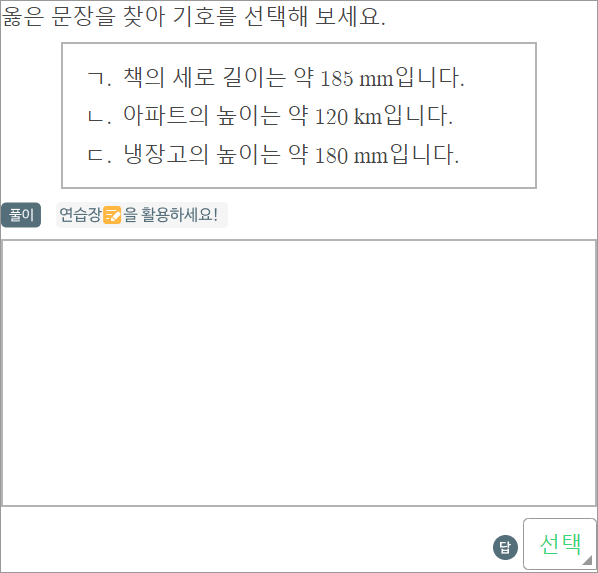 옳은 문장을 찾아 기호를 선택해 보세요.
ㄱ. 책의 세로 길이는 약 185 mm입니다.
ㄴ. 아파트의 높이는 약 120 km입니다.
ㄷ. 냉장고의 높이는 약 180 mm입니다.
풀이 연습장을 활용하세요!
답 선택